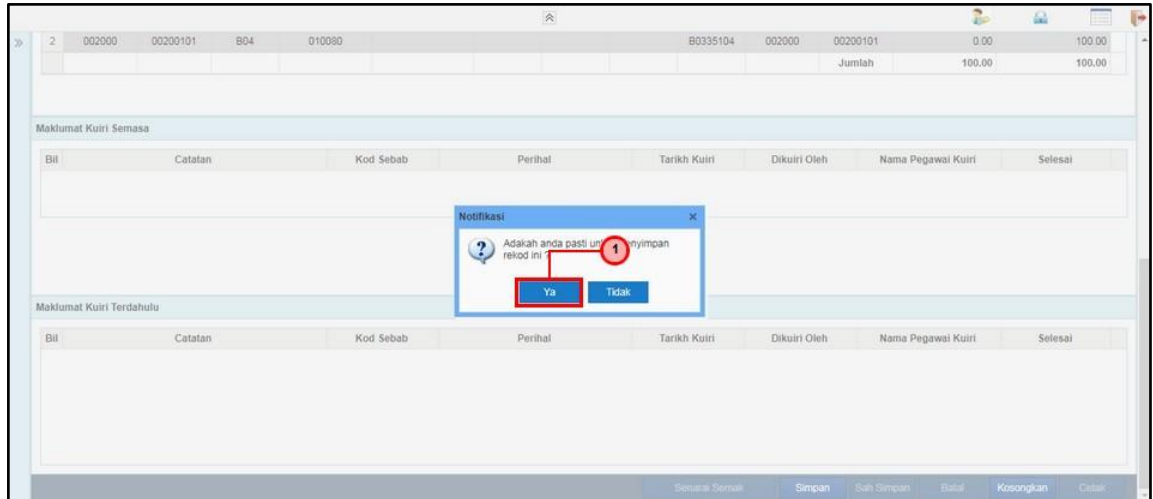 2 002000 00200101 B04 010080 B0335104 002000 00200101 0.00 100.00
Jumlah 100.00 100.00
Maklumat Kuiri Semasa
Bil Catatan Kod Sebab Perihal Tarikh Kuiri Dikuiri Oleh Nama Pegawai Kuiri Selesai
Notifikasi
Adakah anda pasti
rekod ini ?
1
Ya Tidak
Maklumat Kuiri Terdahulu
Bil Catatan Kod Sebab Perihal Tarikh Kuiri Dikuiri Oleh Nama Pegawai Kuiri Selesai
Senarai Semak Simpan Sah Simpan Batal Kosongkan Cetak